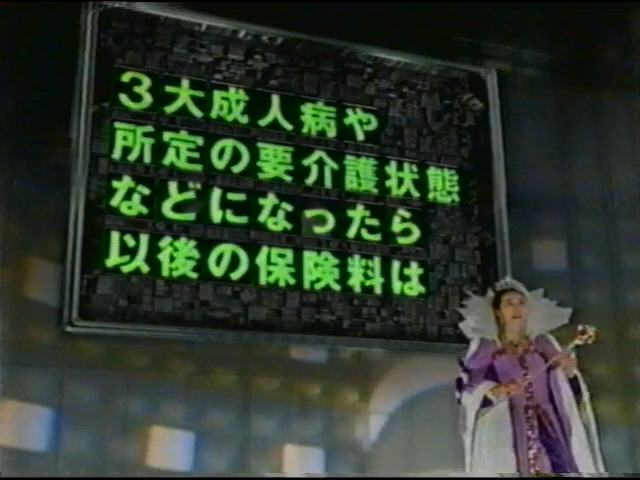 3大成人病や
所定の要介護状態
などになったら
以後の保険料は